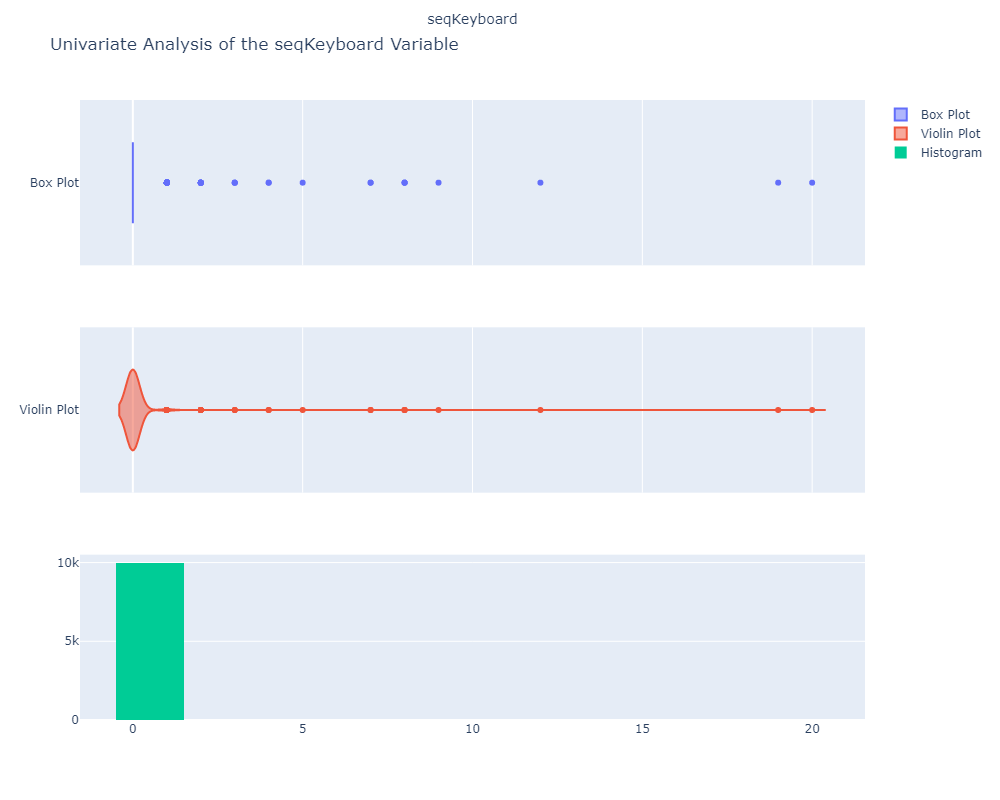 seqKeyboard
Univariate Analysis of the seqKeyboard Variable
Box Plot
Violin Plot
Histogram
Box Plot
Violin Plot
10k
5k
0
0 5 10 15 20